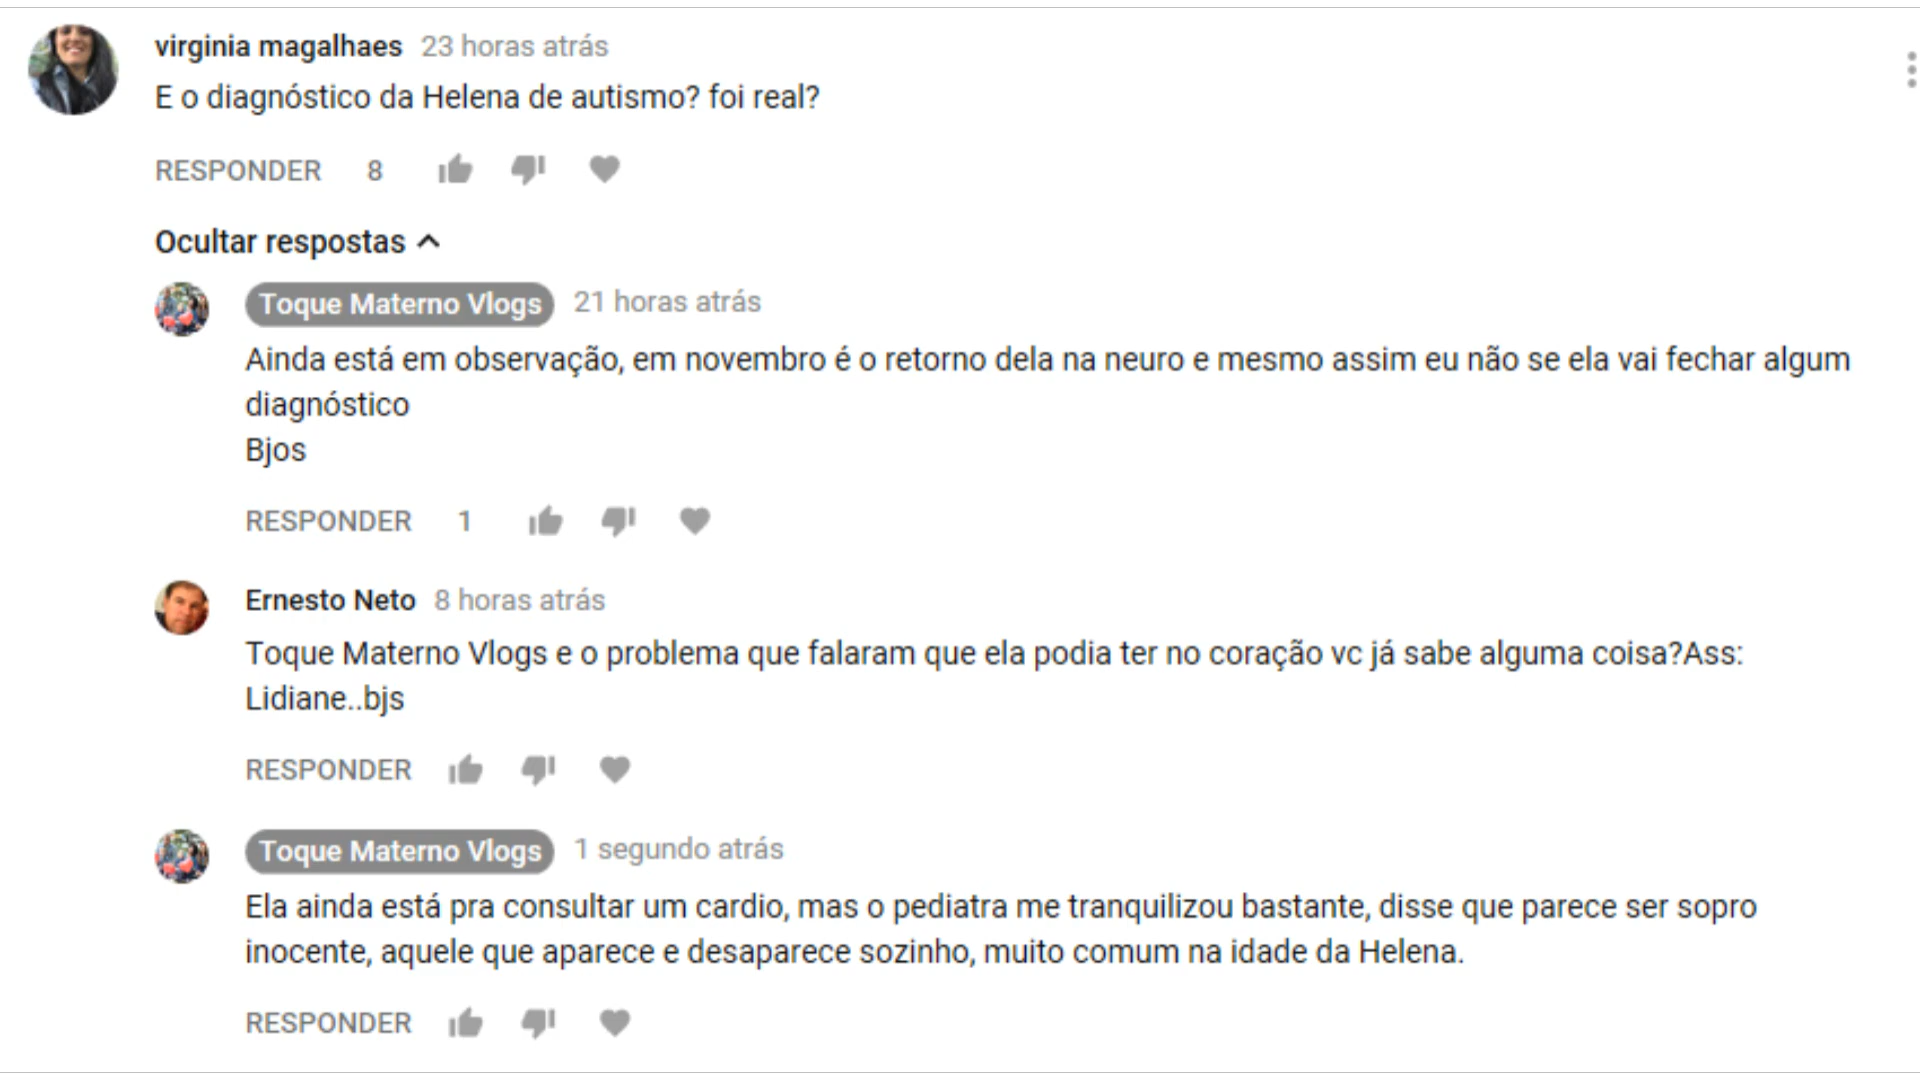 virginia magalhaes 23 horas atrás
E o diagnóstico da Helena de autismo? foi real?
RESPONDER 8
Ocultar respostas
Toque Materno Vlogs 21 horas atrás
Ainda está em observação, em novembro é o retorno dela na neuro e mesmo assim eu não se ela vai fechar algum
diagnóstico
Bjos
RESPONDER 1
Ernesto Neto 8 horas atrás
Toque Materno Vlogs e o problema que falaram que ela podia ter no coração vc já sabe alguma coisa?Ass:
Lidiane..bjs
RESPONDER
Toque Materno Vlogs 1 segundo atrás
Ela ainda está pra consultar um cardio, mas o pediatra me tranquilizou bastante, disse que parece ser sopro
inocente, aquele que aparece e desaparece sozinho, muito comum na idade da Helena.
RESPONDER